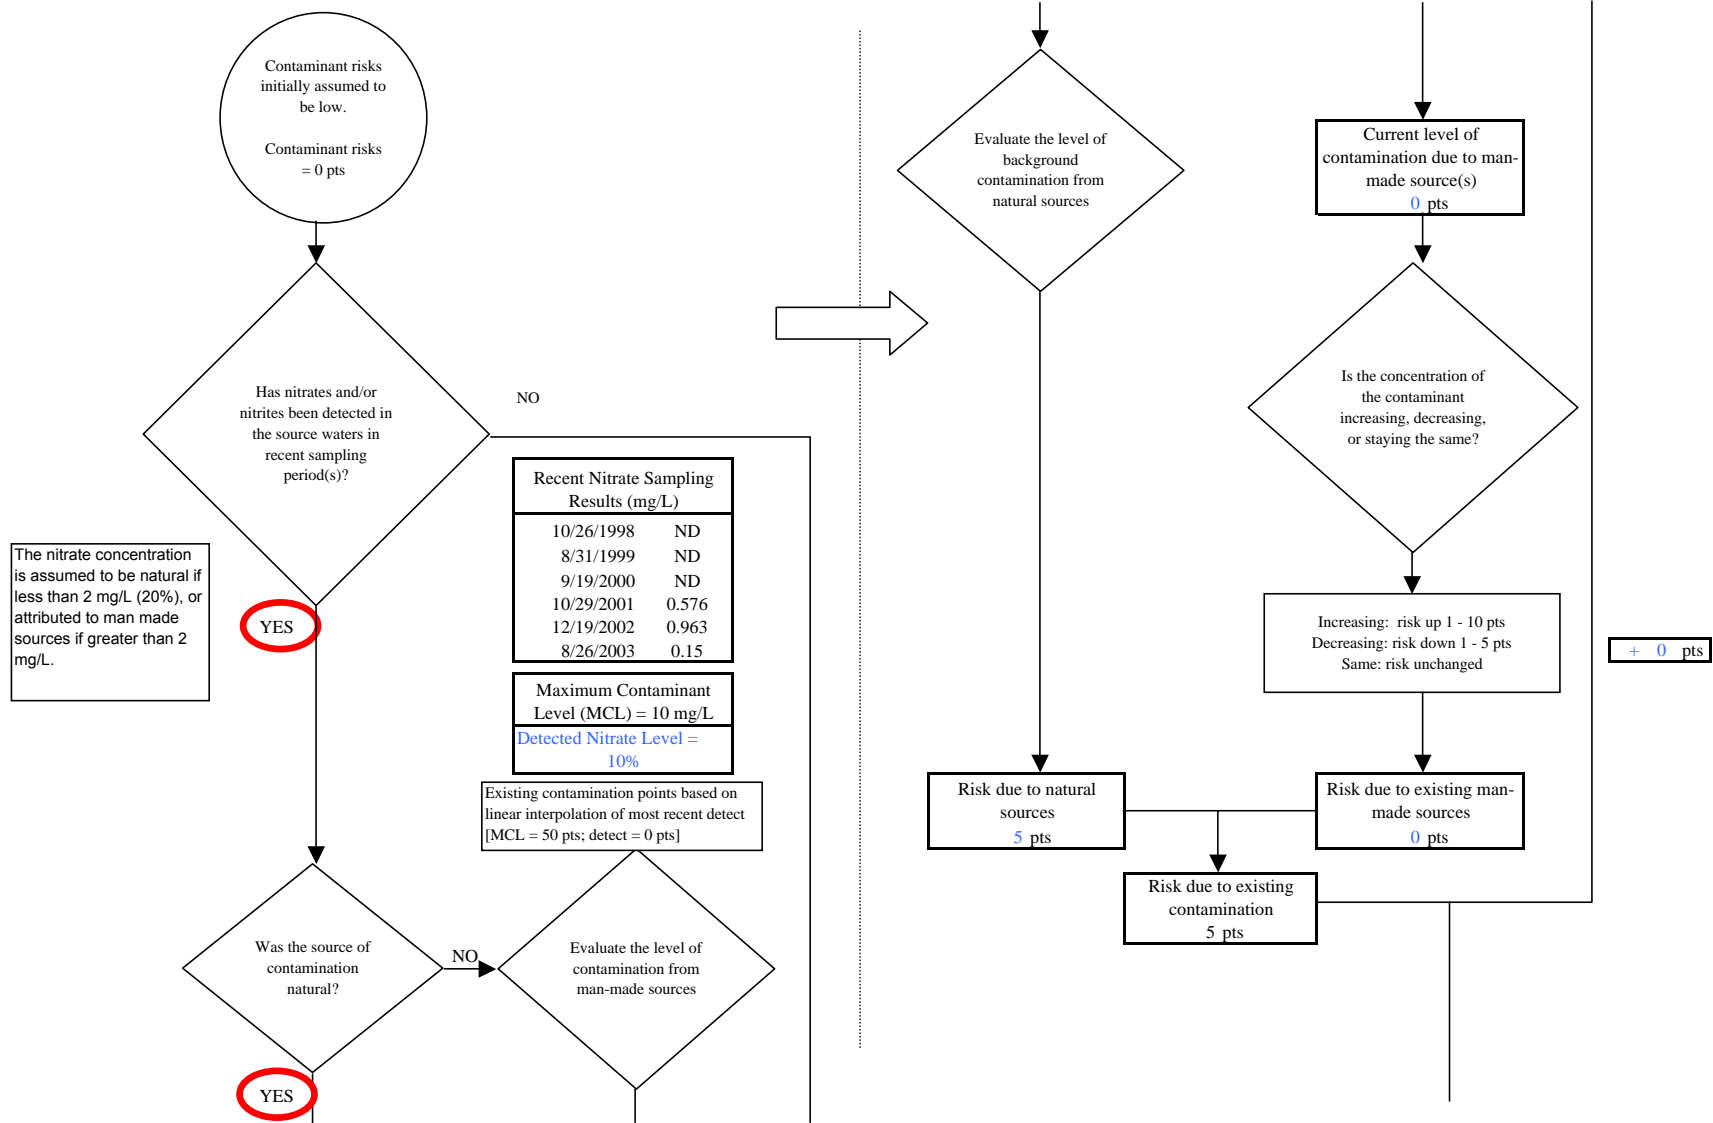 Contaminant risks
initially assumed to
be low.
Contaminant risks
= 0 pts
Has nitrates and/or
nitrites been detected in
the source waters in
recent sampling
period(s)?
NO
Recent Nitrate Sampling
Results (mg/L)
10/26/1998 ND
8/31/1999 ND
9/19/2000 ND
10/29/2001 0.576
12/19/2002 0.963
8/26/2003 0.15
The nitrate concentration
is assumed to be natural if
less than 2 mg/L (20%), or
attributed to man made
sources if greater than 2
mg/L.
YES
Maximum Contaminant
Level (MCL) = 10 mg/L
Detected Nitrate Level =
10%
Existing contamination points based on
linear interpolation of most recent detect
[MCL = 50 pts; detect = 0 pts]
Was the source of
contamination
natural?
NO
Evaluate the level of
contamination from
man-made sources
YES
Evaluate the level of
background
contamination from
natural sources
Current level of
contamination due to man-
made source(s)
0 pts
Is the concentration of
the contaminant
increasing, decreasing,
or staying the same?
Increasing: risk up 1 - 10 pts
Decreasing: risk down 1 - 5 pts
Same: risk unchanged
+ 0 pts
Risk due to natural
sources
5 pts
Risk due to existing man-
made sources
0 pts
Risk due to existing
contamination
5 pts